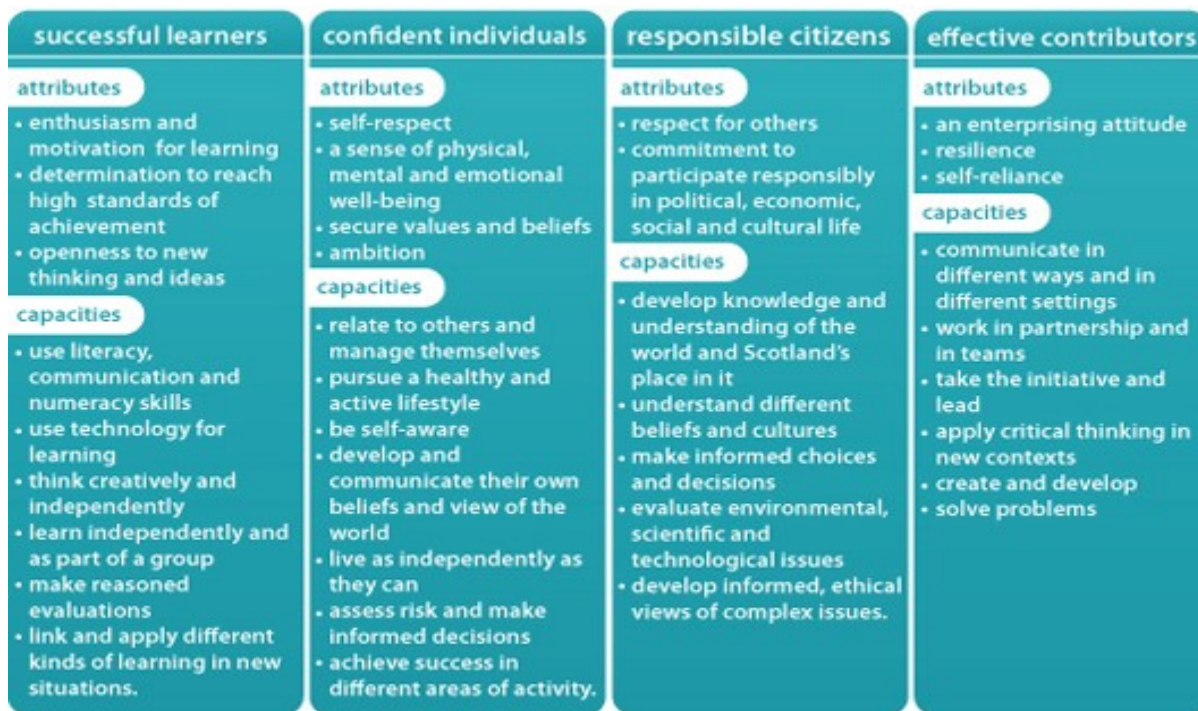 successful learners
attributes
• enthusiasm and
motivation for learning
• determination to reach
high standards of
achievement
• openness to new
thinking and ideas
capacities
• use literacy,
communication and
numeracy skills
• use technology for
learning
• think creatively and
independently
• learn independently and
as part of a group
• make reasoned
evaluations
• link and apply different
kinds of learning in new
situations.
confident individuals
attributes
• self-respect
• a sense of physical,
mental and emotional
well-being
• secure values and beliefs
• ambition
capacities
• relate to others and
manage themselves
• pursue a healthy and
active lifestyle
• be self-aware
• develop and
communicate their own
beliefs and view of the
world
• live as independently as
they can
• assess risk and make
informed decisions
• achieve success in
different areas of activity.
responsible citizens
attributes
• respect for others
• commitment to
participate responsibly
in political, economic,
social and cultural life
capacities
• develop knowledge and
understanding of the
world and Scotland's
place in it
• understand different
beliefs and cultures
• make informed choices
and decisions
• evaluate environmental,
scientific and
technological issues
• develop informed, ethical
views of complex issues.
effective contributors
attributes
• an enterprising attitude
• resilience
• self-reliance
capacities
• communicate in
different ways and in
different settings
• work in partnership and
in teams
• take the initiative and
lead
• apply critical thinking in
new contexts
• create and develop
• solve problems